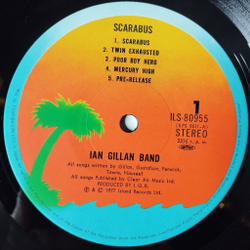 SCARABUS
1. SCARABUS
2. TWIN EXHAUSTED
3. POOR BOY HERO
4. MERCURY HIGH
5. PRE-RELEASE
1
ILS-80955
STEREO
IAN GILLAN BAND
All songs written by Gillan, Gustafson, Fenwick,
Towns, Nauseef
All songs Published by Clear Air Music Ltd.
PRODUCED BY I.G.B.
℗ & © 1977 Island Records Ltd.